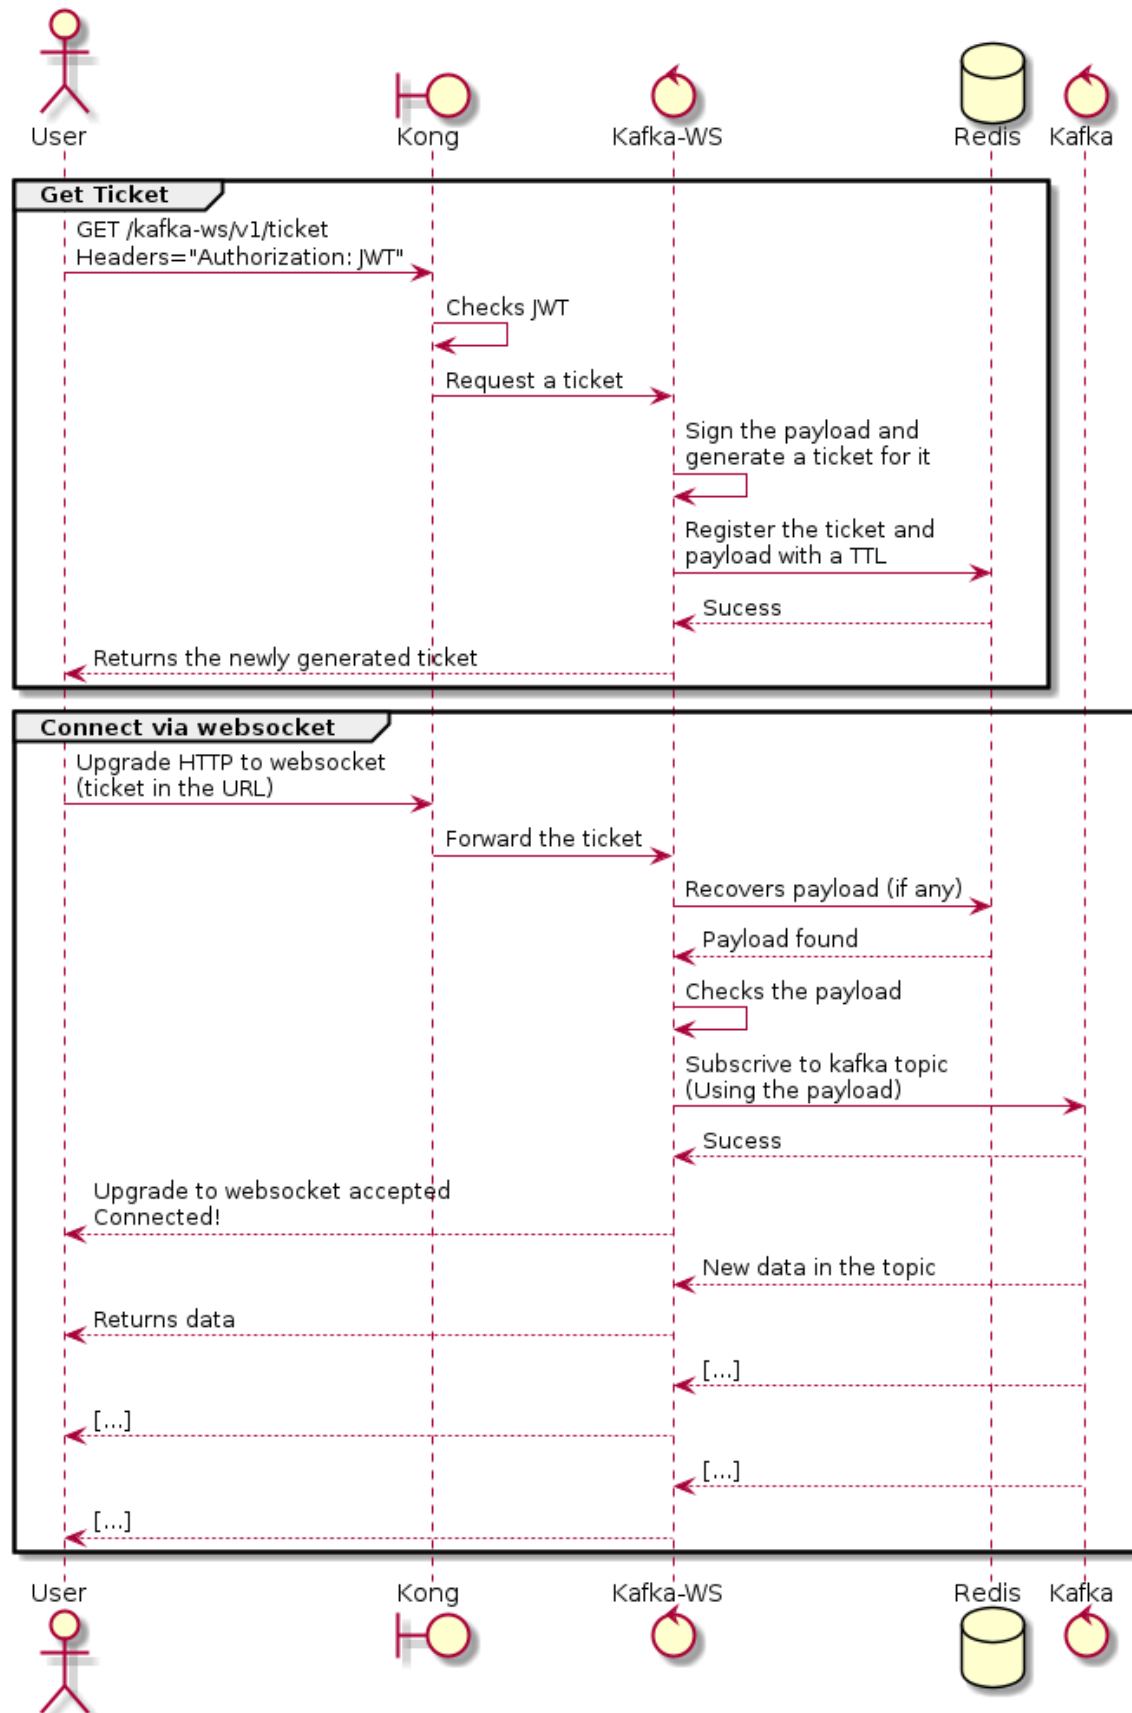 User
Kong
Kafka-WS
Redis
Kafka
Get Ticket
GET /kafka-ws/v1/ticket
Headers="Authorization: JWT"
Checks JWT
Request a ticket
Sign the payload and
generate a ticket for it
Register the ticket and
payload with a TTL
Sucess
Returns the newly generated ticket
Connect via websocket
Upgrade HTTP to websocket
(ticket in the URL)
Forward the ticket
Recovers payload (if any)
Payload found
Checks the payload
Subscrive to kafka topic
(Using the payload)
Sucess
Upgrade to websocket accepted
Connected!
New data in the topic
Returns data
[...]
[...]
[...]
[...]
User
Kong
Kafka-WS
Redis
Kafka